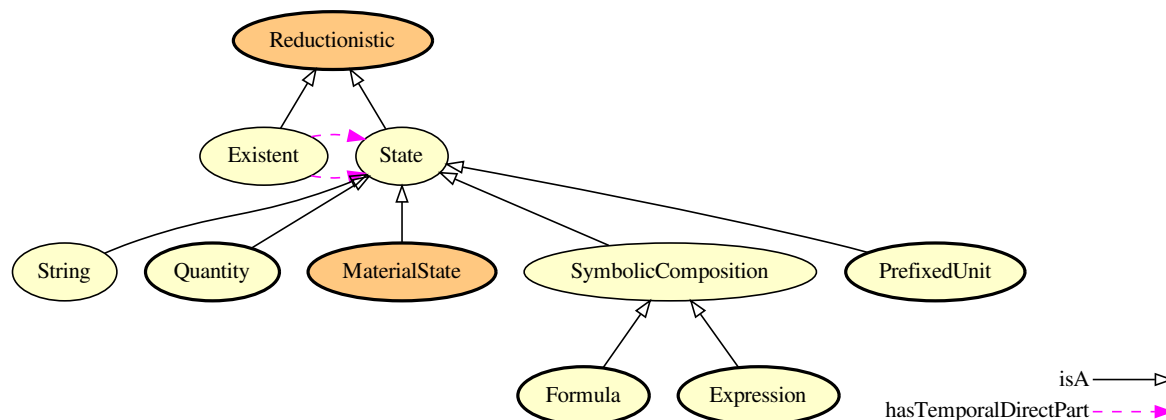 Reductionistic
Existent
State
String
Quantity
MaterialState
SymbolicComposition
PrefixedUnit
Formula
Expression
isA
hasTemporalDirectPart